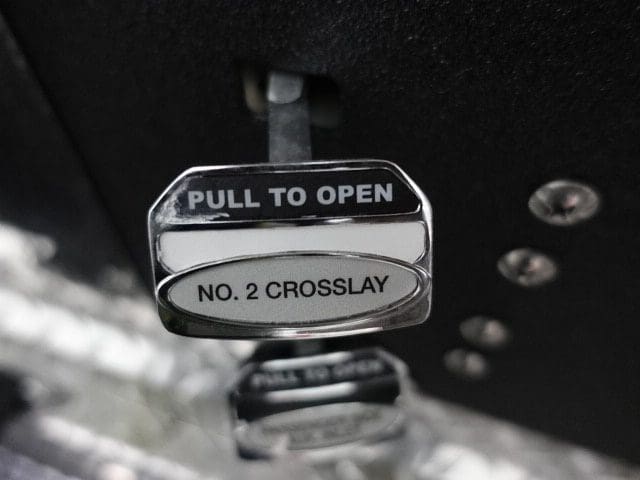 PULL TO OPEN
NO. 2 CROSSLAY
PULL TO OPEN